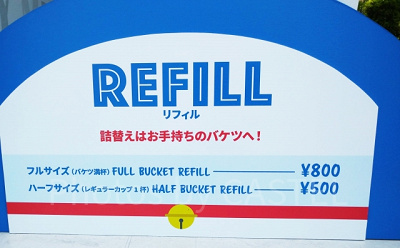 REFILL
リフィル
詰替えはお手持ちのバケツへ!
フルサイズ (バケツ満杯) FULL BUCKET REFILL ¥800
ハーフサイズ (レギュラーカップ1杯) HALF BUCKET REFILL ¥500